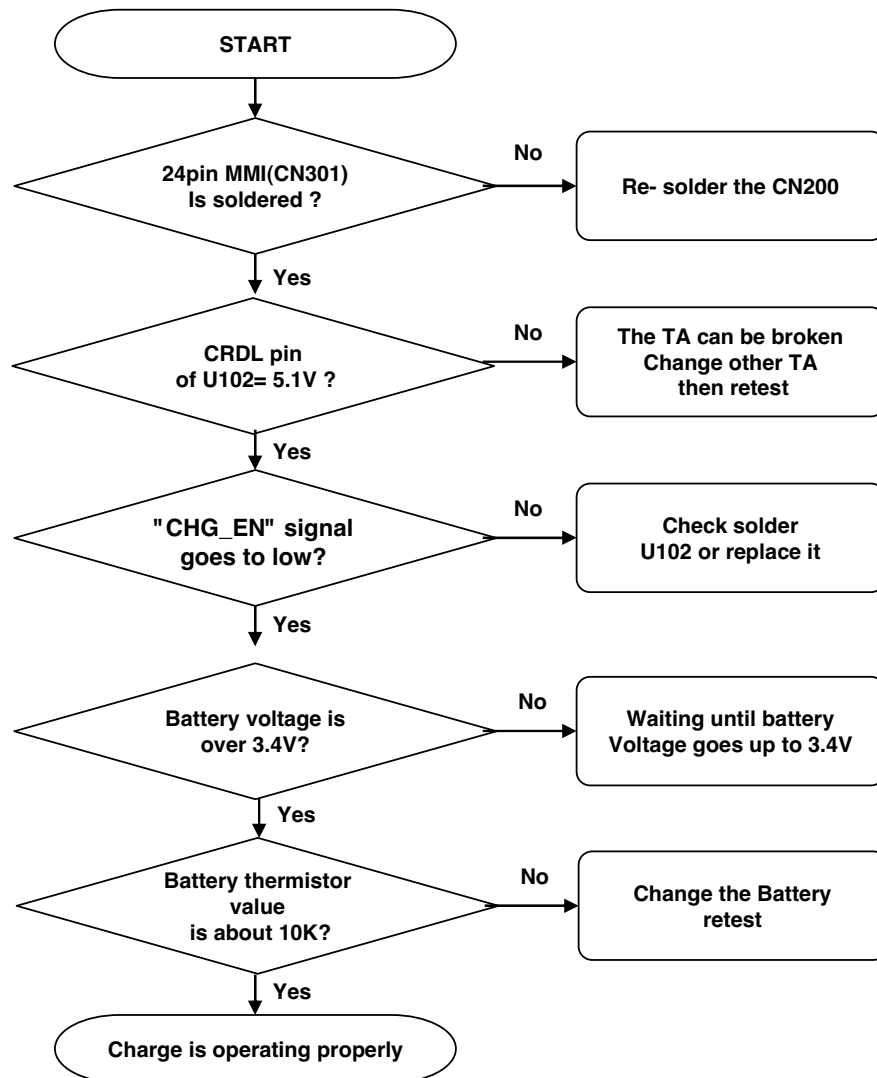 START
24pin MMI(CN301)
Is soldered ?
No
Re- solder the CN200
Yes
CRDL pin
of U102= 5.1V ?
No
The TA can be broken
Change other TA
then retest
Yes
"CHG_EN" signal
goes to low?
No
Check solder
U102 or replace it
Yes
Battery voltage is
over 3.4V?
No
Waiting until battery
Voltage goes up to 3.4V
Yes
Battery thermistor
value
is about 10K?
No
Change the Battery
retest
Yes
Charge is operating properly